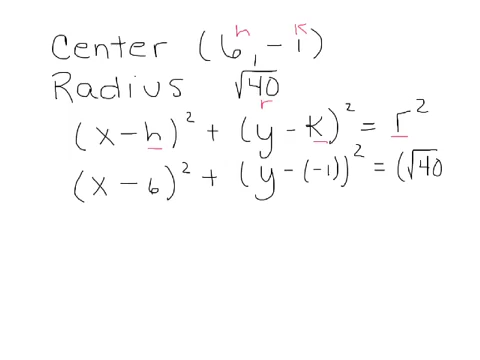 h k
Center (6, -1)
Radius √40
r
(x - h)² + (y - k)² = r²
(x - 6)² + (y - (-1))² = (√40